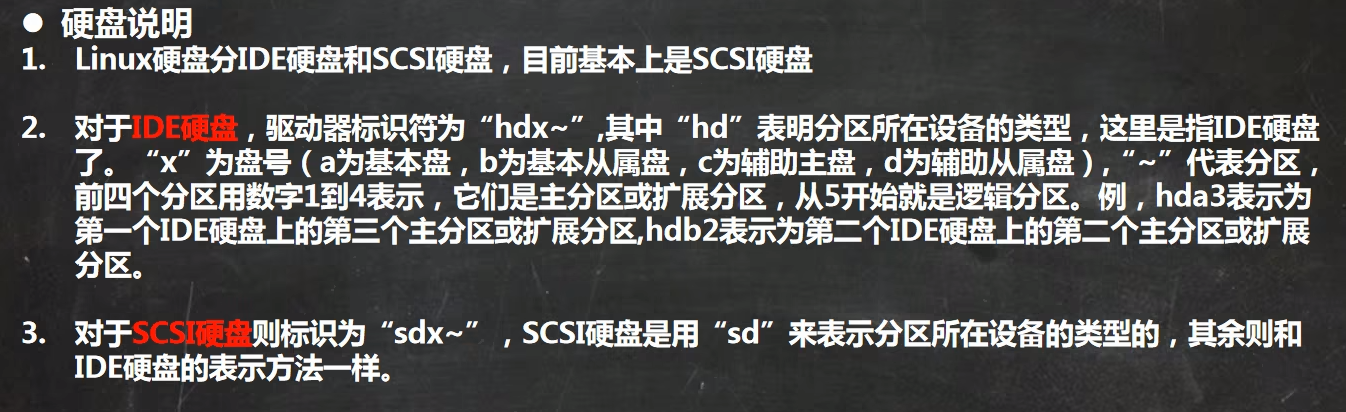 ● 硬盘说明
1. Linux硬盘分IDE硬盘和SCSI硬盘，目前基本上是SCSI硬盘
2. 对于IDE硬盘，驱动器标识符为“hdx~”,其中“hd”表明分区所在设备的类型，这里是指IDE硬盘
了。“x”为盘号（a为基本盘，b为基本从属盘，c为辅助主盘，d为辅助从属盘）,“~”代表分区，
前四个分区用数字1到4表示，它们是主分区或扩展分区，从5开始就是逻辑分区。例，hda3表示为
第一个IDE硬盘上的第三个主分区或扩展分区,hdb2表示为第二个IDE硬盘上的第二个主分区或扩展
分区。
3. 对于SCSI硬盘则标识为“sdx~”，SCSI硬盘是用“sd”来表示分区所在设备的类型的，其余则和
IDE硬盘的表示方法一样。